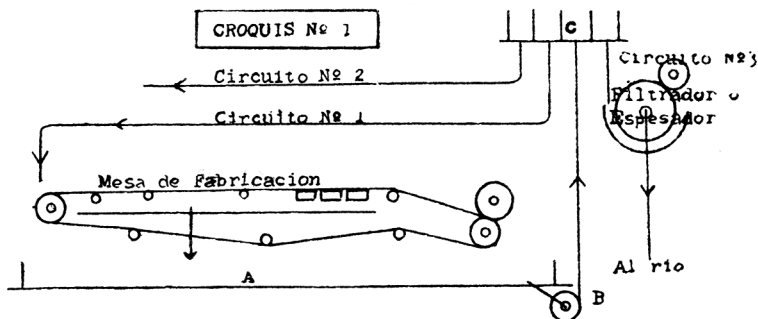 CROQUIS Nº 1
C
Circuito Nº 2
Circuito Nº 3
Filtrador o
Espesador
Circuito Nº 1
Mesa de Fabricacion
A
Al rio
B